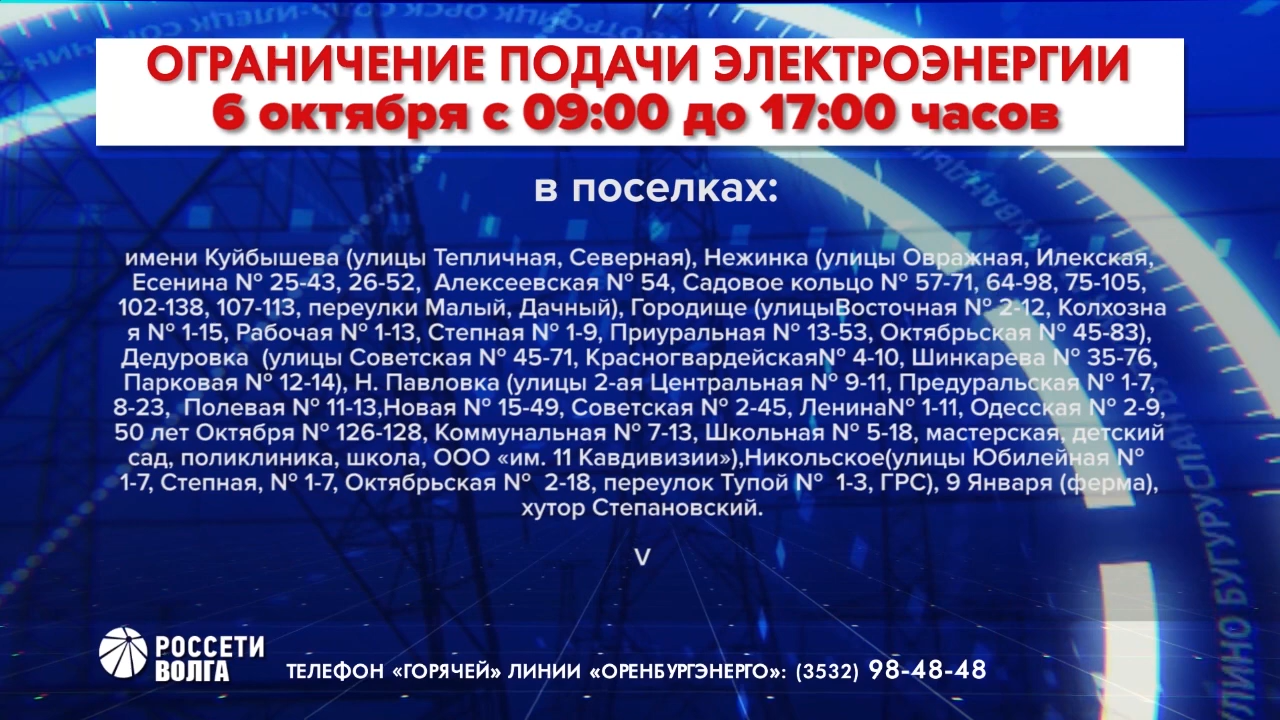 ОГРАНИЧЕНИЕ ПОДАЧИ ЭЛЕКТРОЭНЕРГИИ
6 октября с 09:00 до 17:00 часов
в поселках:
имени Куйбышева (улицы Тепличная, Северная), Нежинка (улицы Овражная, Илекская,
Есенина № 25-43, 26-52,  Алексеевская № 54, Садовое кольцо № 57-71, 64-98, 75-105,
102-138, 107-113, переулки Малый, Дачный), Городище (улицыВосточная № 2-12, Колхозна
я № 1-15, Рабочая № 1-13, Степная № 1-9, Приуральная № 13-53, Октябрьская № 45-83),
Дедуровка  (улицы Советская № 45-71, Красногвардейская№ 4-10, Шинкарева № 35-76,
Парковая № 12-14), Н. Павловка (улицы 2-ая Центральная № 9-11, Предуральская № 1-7,
8-23,  Полевая № 11-13,Новая № 15-49, Советская № 2-45, Ленина№ 1-11, Одесская № 2-9,
50 лет Октября № 126-128, Коммунальная № 7-13, Школьная № 5-18, мастерская, детский
сад, поликлиника, школа, ООО «им. 11 Кавдивизии»),Никольское(улицы Юбилейная №
1-7, Степная, № 1-7, Октябрьская №  2-18, переулок Тупой №  1-3, ГРС), 9 Января (ферма),
хутор Степановский.
V
РОССЕТИ
ВОЛГА
ТЕЛЕФОН «ГОРЯЧЕЙ» ЛИНИИ «ОРЕНБУРГЭНЕРГО»: (3532) 98-48-48
КУВАНДЫК
БУГУРУСЛАН